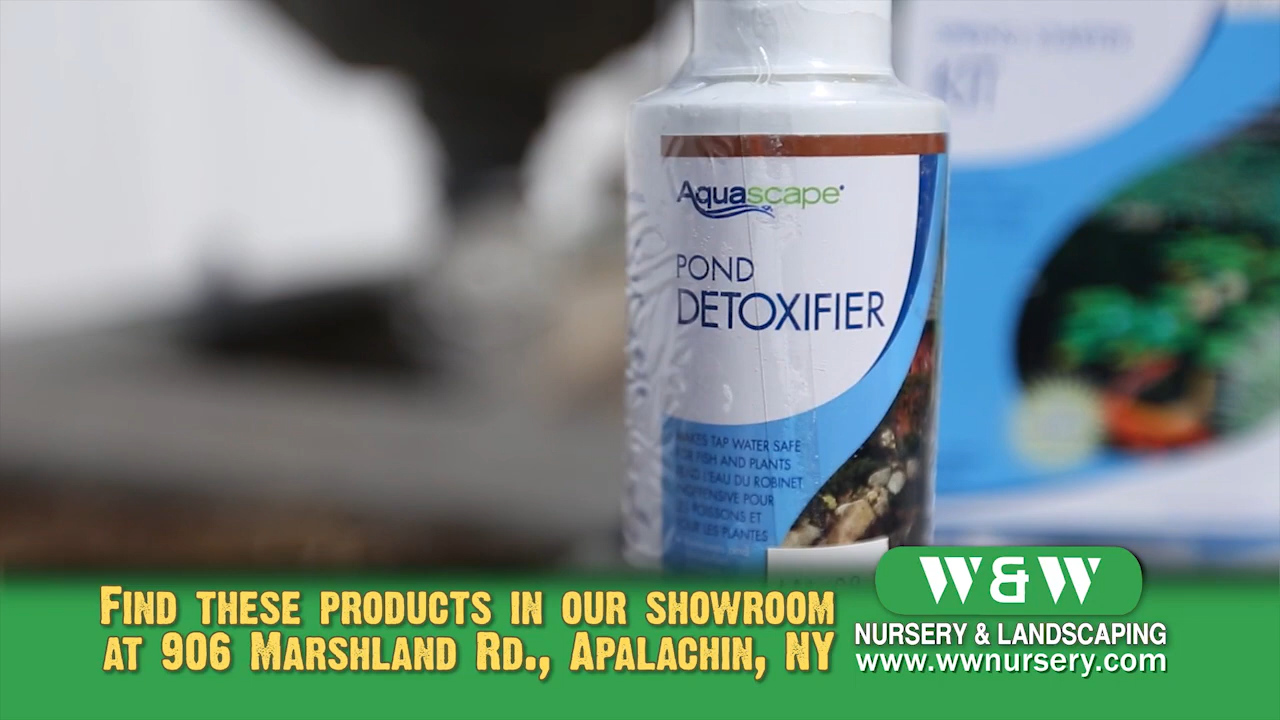 KIT
Aquascape
POND
DETOXIFIER
MAKES TAP WATER SAFE
FOR FISH AND PLANTS
L'EAU DU ROBINET
INOFFENSIVE POUR
LES POISSONS ET
POUR LES PLANTES
FIND THESE PRODUCTS IN OUR SHOWROOM
AT 906 MARSHLAND RD., APALACHIN, NY
W&W
NURSERY & LANDSCAPING
www.wwnursery.com